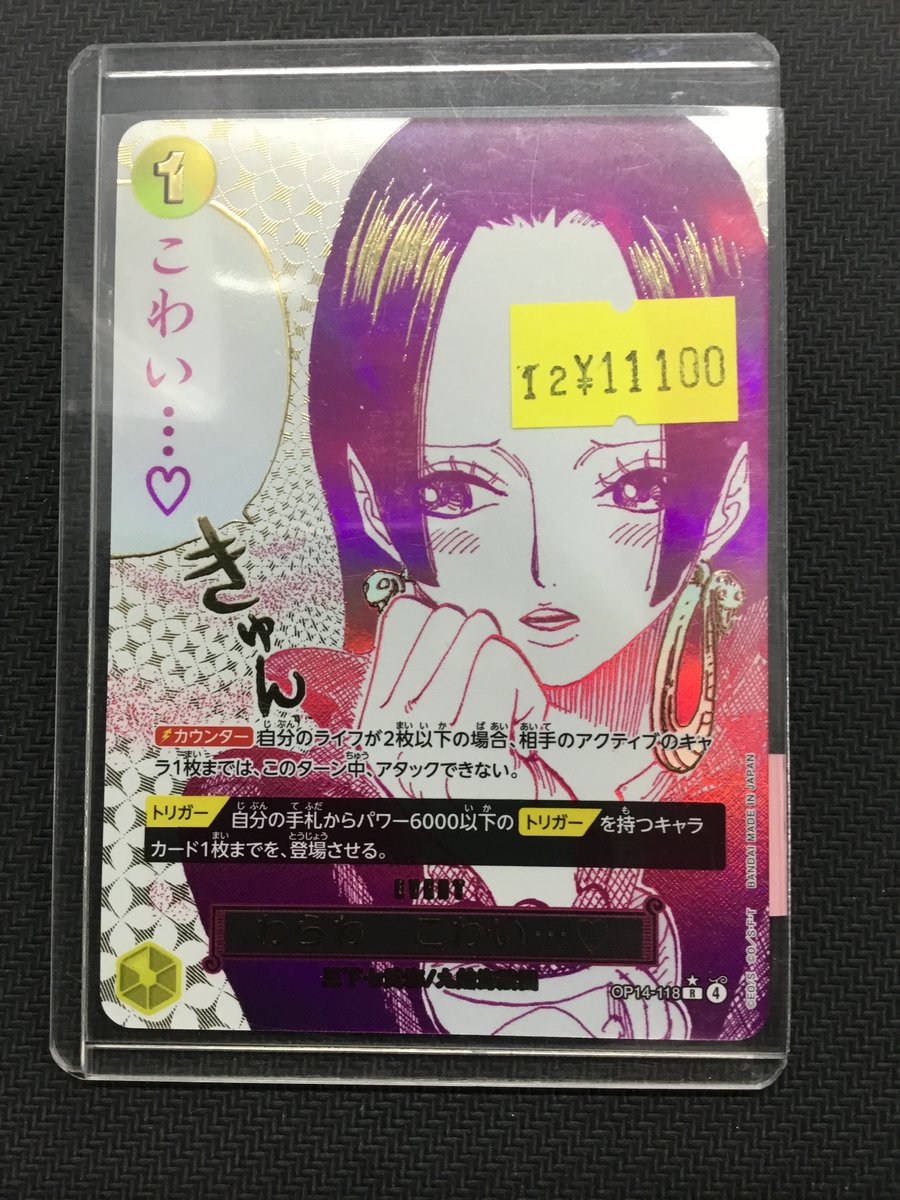 1
こわい…♡
I2¥11100
きゅん
カウンター 自分のライフが2枚以下の場合、相手のアクティブのキャ
ラ1枚までは、このターン中、アタックできない。
トリガー 自分の手札からパワー6000以下の トリガー を持つキャラ
カード1枚までを、登場させる。
EVENT
わらわ こわい…
OP14-118 R 4
BANDAI MADE IN JAPAN